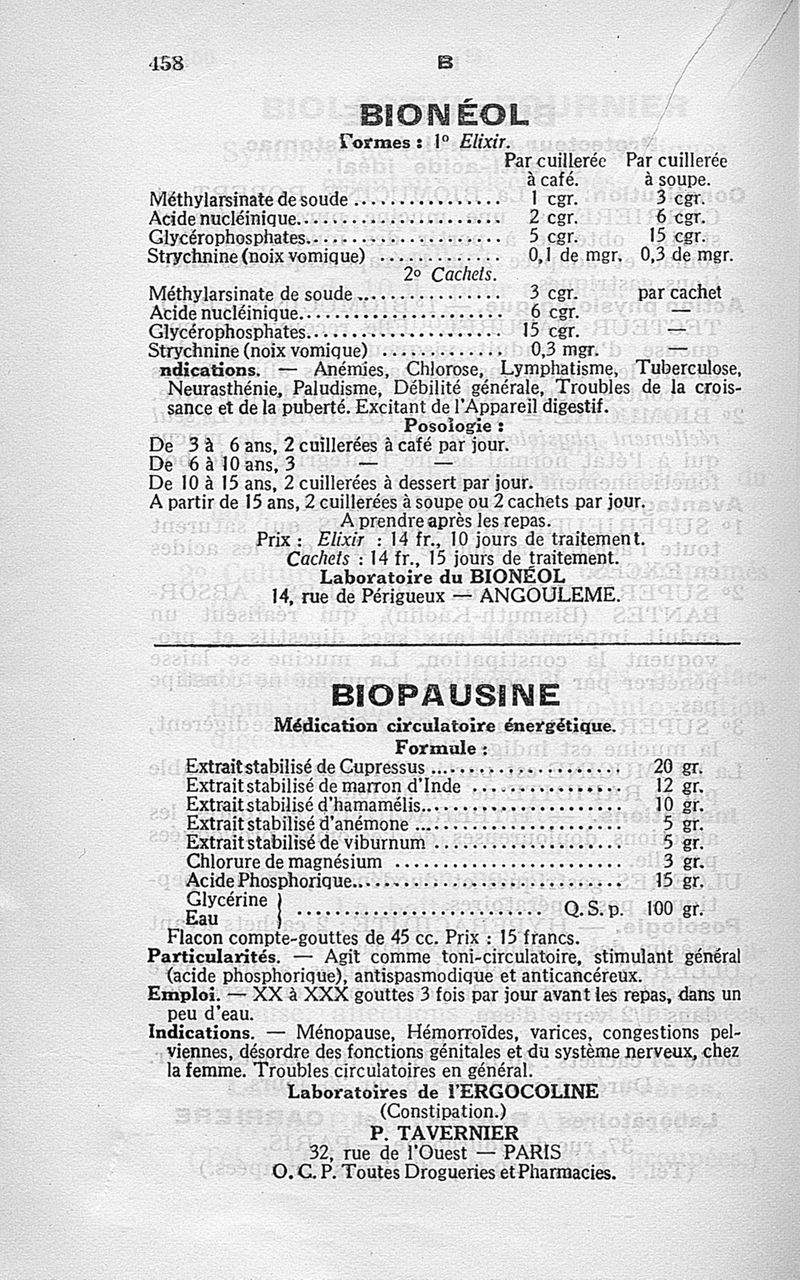 458
B
BIONÉOL
Formes : 1º Elixir.
Par cuillerée Par cuillerée
à café. à soupe.
Méthylarsinate de soude .................. 1 cgr. 3 cgr.
Acide nucléinique...................... 2 cgr. 6 cgr.
Glycérophosphates..................... 5 cgr. 15 cgr.
Strychnine (noix vomique) ............. 0,1 de mgr. 0,3 de mgr.
2º Cachets.
Méthylarsinate de soude .................. 3 cgr. par cachet
Acide nucléinique...................... 6 cgr. —
Glycérophosphates..................... 15 cgr. —
Strychnine (noix vomique) ............. 0,3 mgr. —
ndications. — Anémies, Chlorose, Lymphatisme, Tuberculose,
Neurasthénie, Paludisme, Débilité générale, Troubles de la crois-
sance et de la puberté. Excitant de l'Appareil digestif.
Posologie :
De 3 à 6 ans, 2 cuillerées à café par jour.
De 6 à 10 ans, 3 — —
De 10 à 15 ans, 2 cuillerées à dessert par jour.
A partir de 15 ans, 2 cuillerées à soupe ou 2 cachets par jour.
A prendre après les repas.
Prix : Elixir : 14 fr., 10 jours de traitement.
Cachets : 14 fr., 15 jours de traitement.
Laboratoire du BIONÉOL
14, rue de Périgueux — ANGOULEME.
BIOPAUSINE
Médication circulatoire énergétique.
Formule :
Extrait stabilisé de Cupressus ..................... 20 gr.
Extrait stabilisé de marron d'Inde ................ 12 gr.
Extrait stabilisé d'hamamélis...................... 10 gr.
Extrait stabilisé d'anémone ....................... 5 gr.
Extrait stabilisé de viburnum ..................... 5 gr.
Chlorure de magnésium ......................... 3 gr.
Acide Phosphorique............................. 15 gr.
Glycérine }
Eau } ........................... Q. S. p. 100 gr.
Flacon compte-gouttes de 45 cc. Prix : 15 francs.
Particularités. — Agit comme toni-circulatoire, stimulant général
(acide phosphorique), antispasmodique et anticancéreux.
Emploi. — XX à XXX gouttes 3 fois par jour avant les repas, dans un
peu d'eau.
Indications. — Ménopause, Hémorroïdes, varices, congestions pel-
viennes, désordre des fonctions génitales et du système nerveux, chez
la femme. Troubles circulatoires en général.
Laboratoires de l'ERGOCOLINE
(Constipation.)
P. TAVERNIER
32, rue de l'Ouest — PARIS
O. C. P. Toutes Drogueries et Pharmacies.